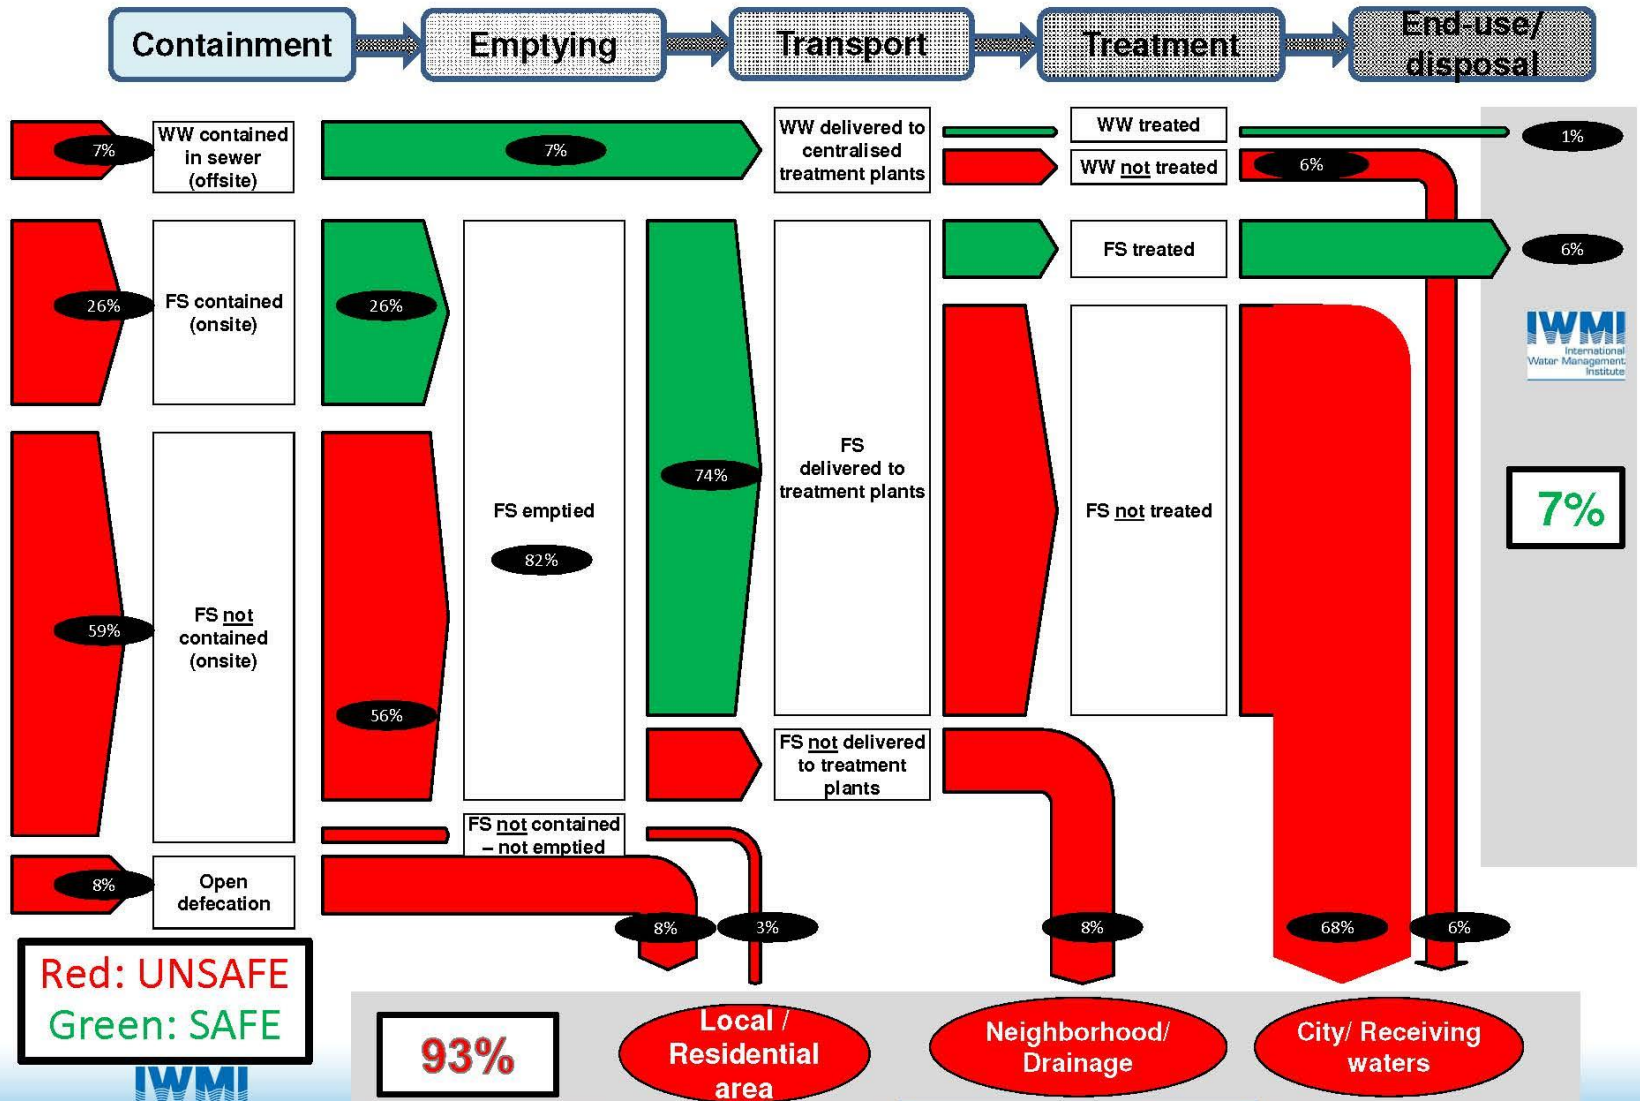 Containment
Emptying
Transport
Treatment
End-use/
disposal
7%
WW contained
in sewer
(offsite)
7%
WW delivered to
centralised
treatment plants
WW treated
1%
WW not treated
6%
26%
FS contained
(onsite)
26%
FS emptied
82%
74%
FS
delivered to
treatment plants
FS treated
6%
IWMI
International
Water Management
Institute
FS not treated
7%
59%
FS not
contained
(onsite)
56%
FS not delivered
to treatment
plants
FS not contained
– not emptied
8%
Open
defecation
8%
3%
8%
68%
6%
Red: UNSAFE
Green: SAFE
93%
Local /
Residential
area
Neighborhood/
Drainage
City/ Receiving
waters
IWMI